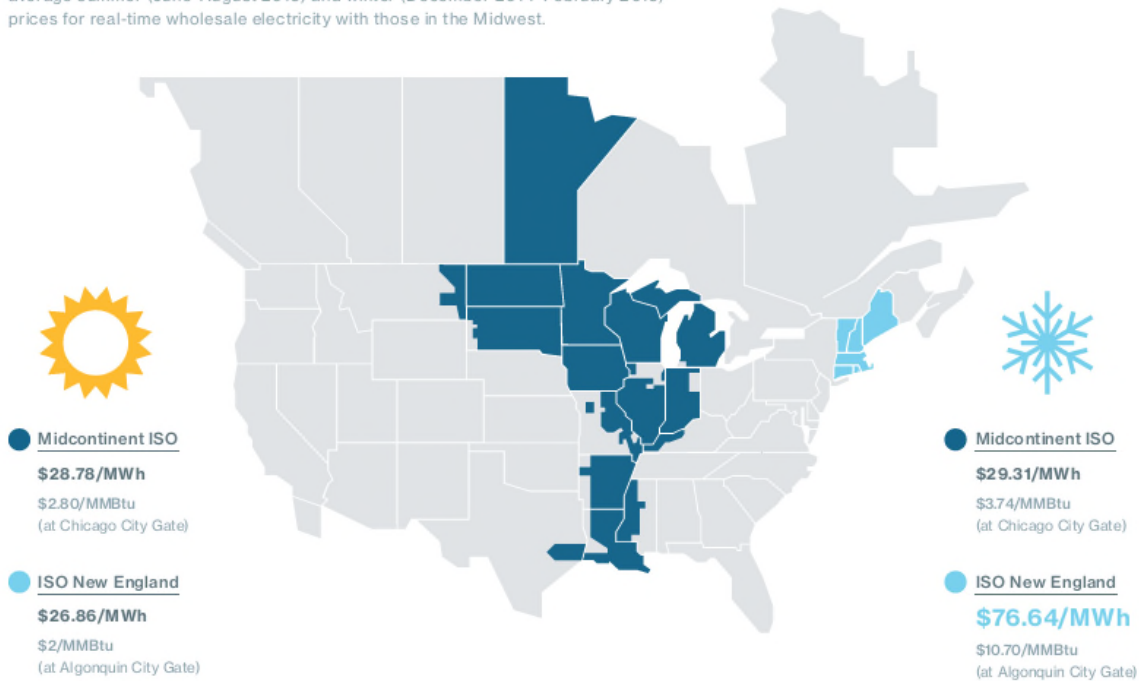 prices for real-time wholesale electricity with those in the Midwest.
Midcontinent ISO
$28.78/MWh
$2.80/MMBtu
(at Chicago City Gate)
ISO New England
$26.86/MWh
$2/MMBtu
(at Algonquin City Gate)
Midcontinent ISO
$29.31/MWh
$3.74/MMBtu
(at Chicago City Gate)
ISO New England
$76.64/MWh
$10.70/MMBtu
(at Algonquin City Gate)